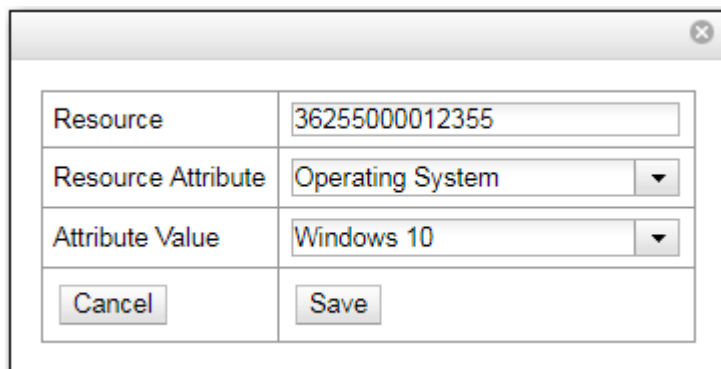 Resource 36255000012355
Resource Attribute Operating System
Attribute Value Windows 10
Cancel Save